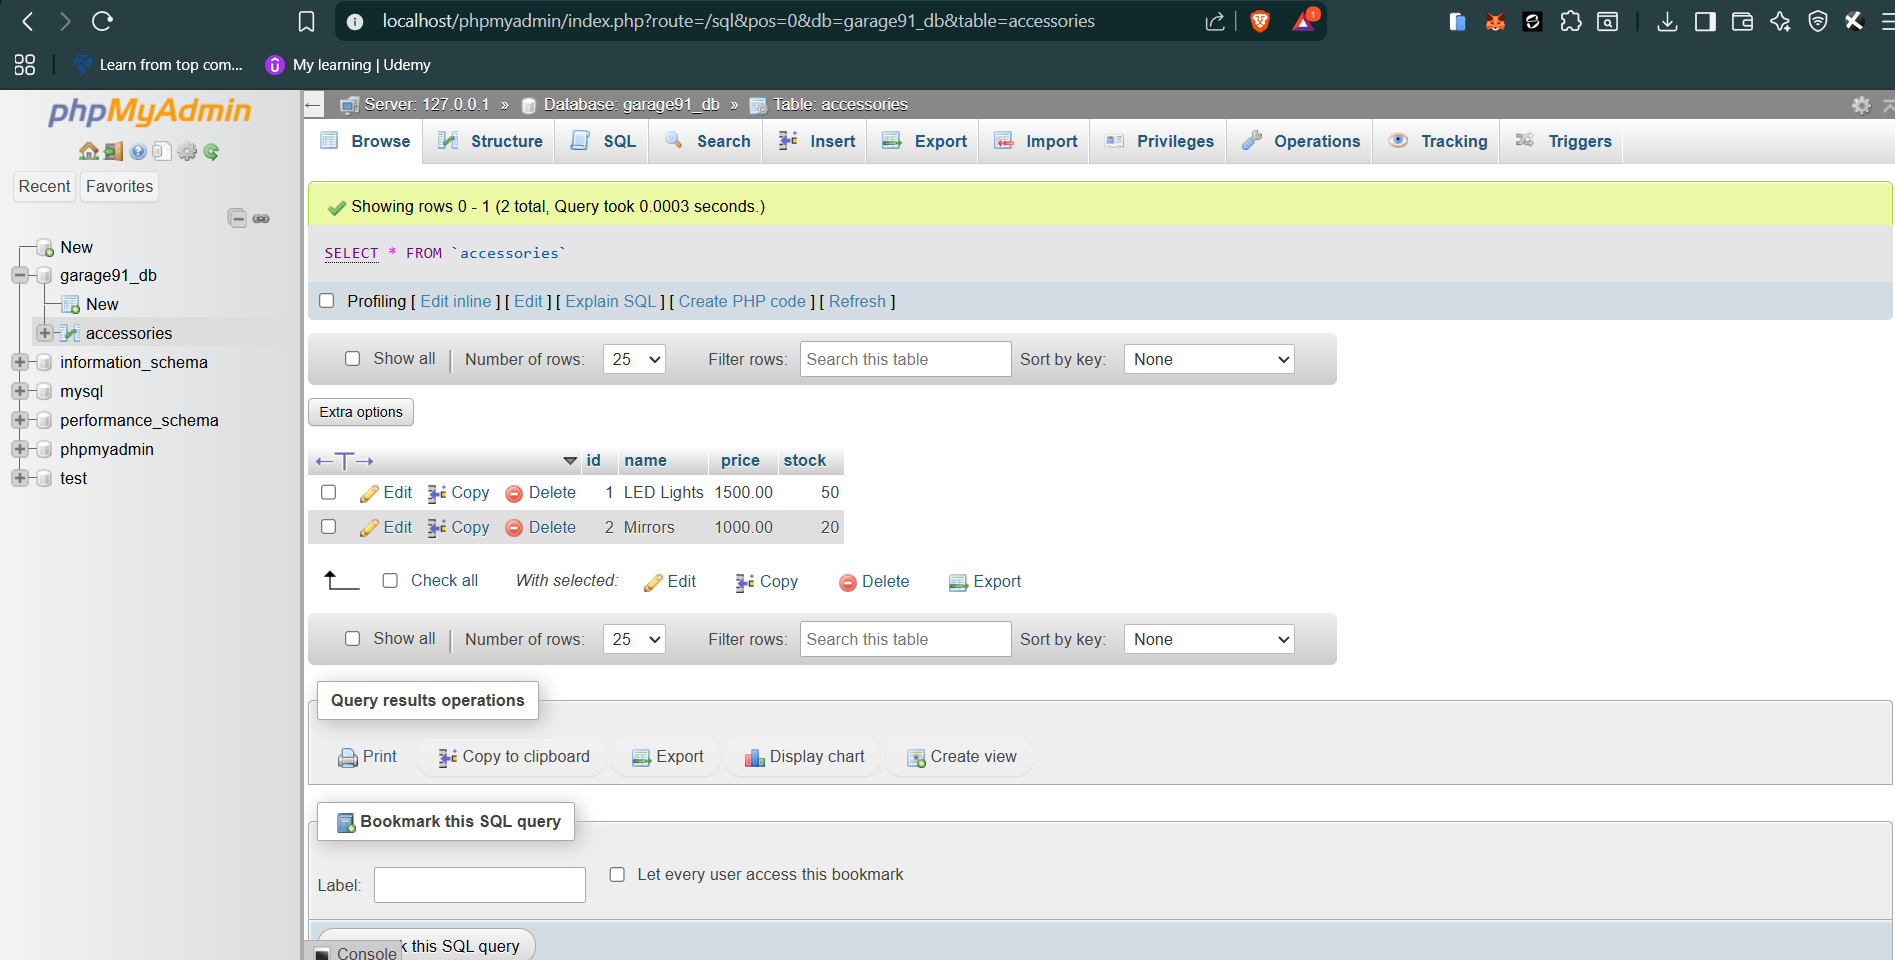 localhost/phpmyadmin/index.php?route=/sql&pos=0&db=garage91_db&table=accessories
1
Learn from top com...
My learning | Udemy
phpMyAdmin
Server: 127.0.0.1 » Database: garage91_db » Table: accessories
Browse Structure SQL Search Insert Export Import Privileges Operations Tracking Triggers
Recent Favorites
New
garage91_db
New
accessories
information_schema
mysql
performance_schema
phpmyadmin
test
Showing rows 0 - 1 (2 total, Query took 0.0003 seconds.)
SELECT * FROM `accessories`
Profiling [ Edit inline ] [ Edit ] [ Explain SQL ] [ Create PHP code ] [ Refresh ]
Show all | Number of rows: 25 Filter rows: Search this table Sort by key: None
Extra options
←T→ id name price stock
Edit Copy Delete 1 LED Lights 1500.00 50
Edit Copy Delete 2 Mirrors 1000.00 20
Check all With selected: Edit Copy Delete Export
Show all | Number of rows: 25 Filter rows: Search this table Sort by key: None
Query results operations
Print Copy to clipboard Export Display chart Create view
Bookmark this SQL query
Label: Let every user access this bookmark
this SQL query
Console